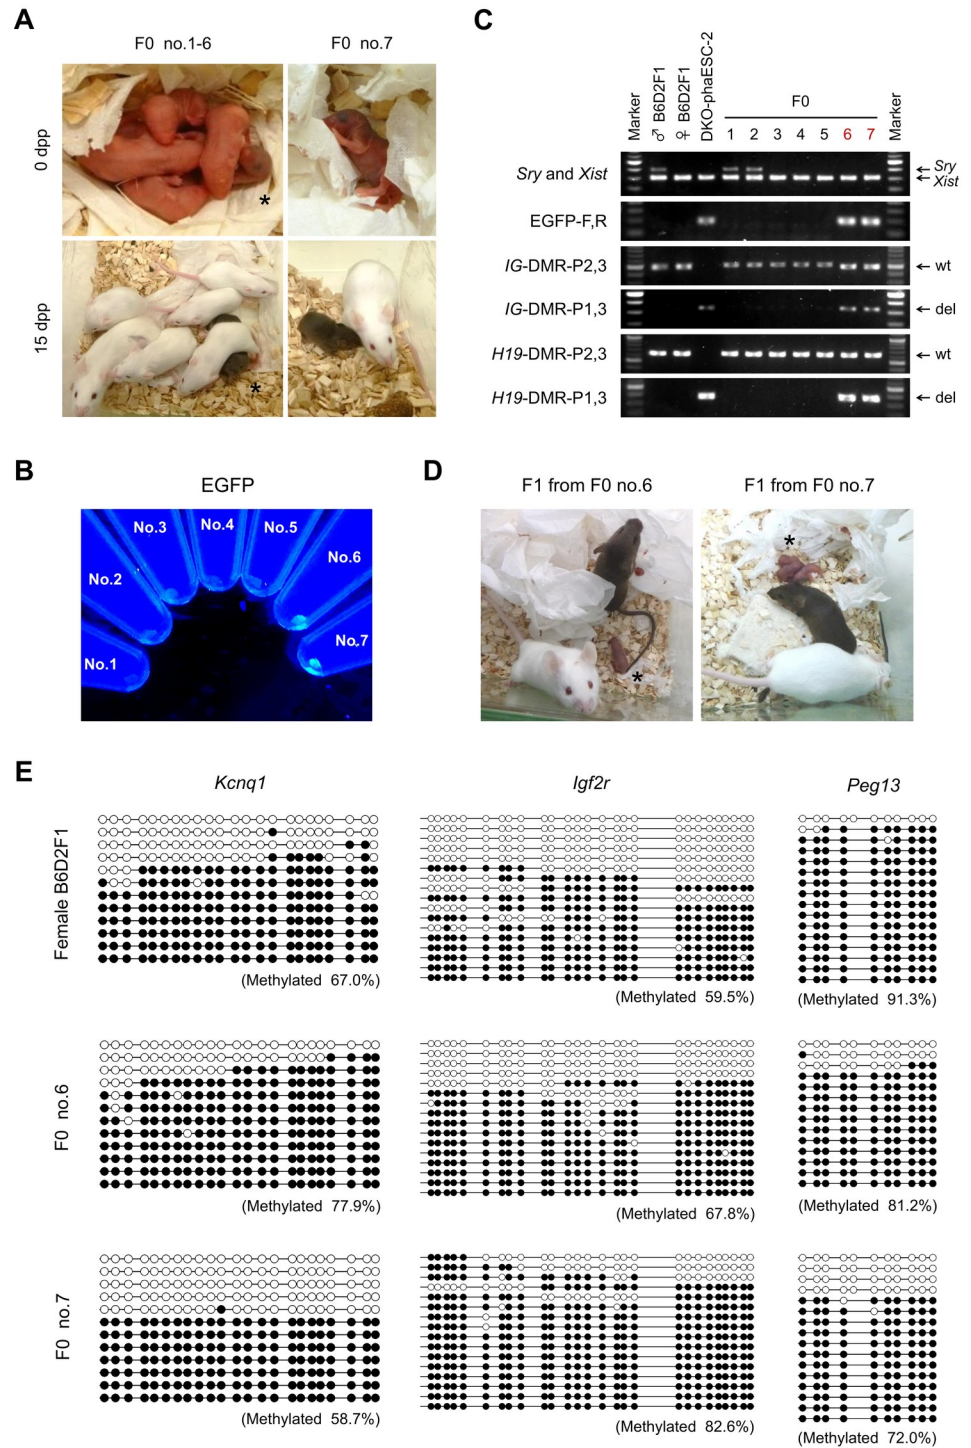 A
F0 no.1-6
F0 no.7
0 dpp
*
15 dpp
*
C
Marker
♂ B6D2F1
♀ B6D2F1
DKO-phaESC-2
F0
1 2 3 4 5 6 7
Marker
Sry and Xist
← Sry
← Xist
EGFP-F,R
IG-DMR-P2,3
← wt
IG-DMR-P1,3
← del
H19-DMR-P2,3
← wt
H19-DMR-P1,3
← del
B
EGFP
No.1
No.2
No.3
No.4
No.5
No.6
No.7
D
F1 from F0 no.6
F1 from F0 no.7
*
*
E
Kcnq1
Igf2r
Peg13
Female B6D2F1
(Methylated 67.0%)
(Methylated 59.5%)
(Methylated 91.3%)
F0 no.6
(Methylated 77.9%)
(Methylated 67.8%)
(Methylated 81.2%)
F0 no.7
(Methylated 58.7%)
(Methylated 82.6%)
(Methylated 72.0%)